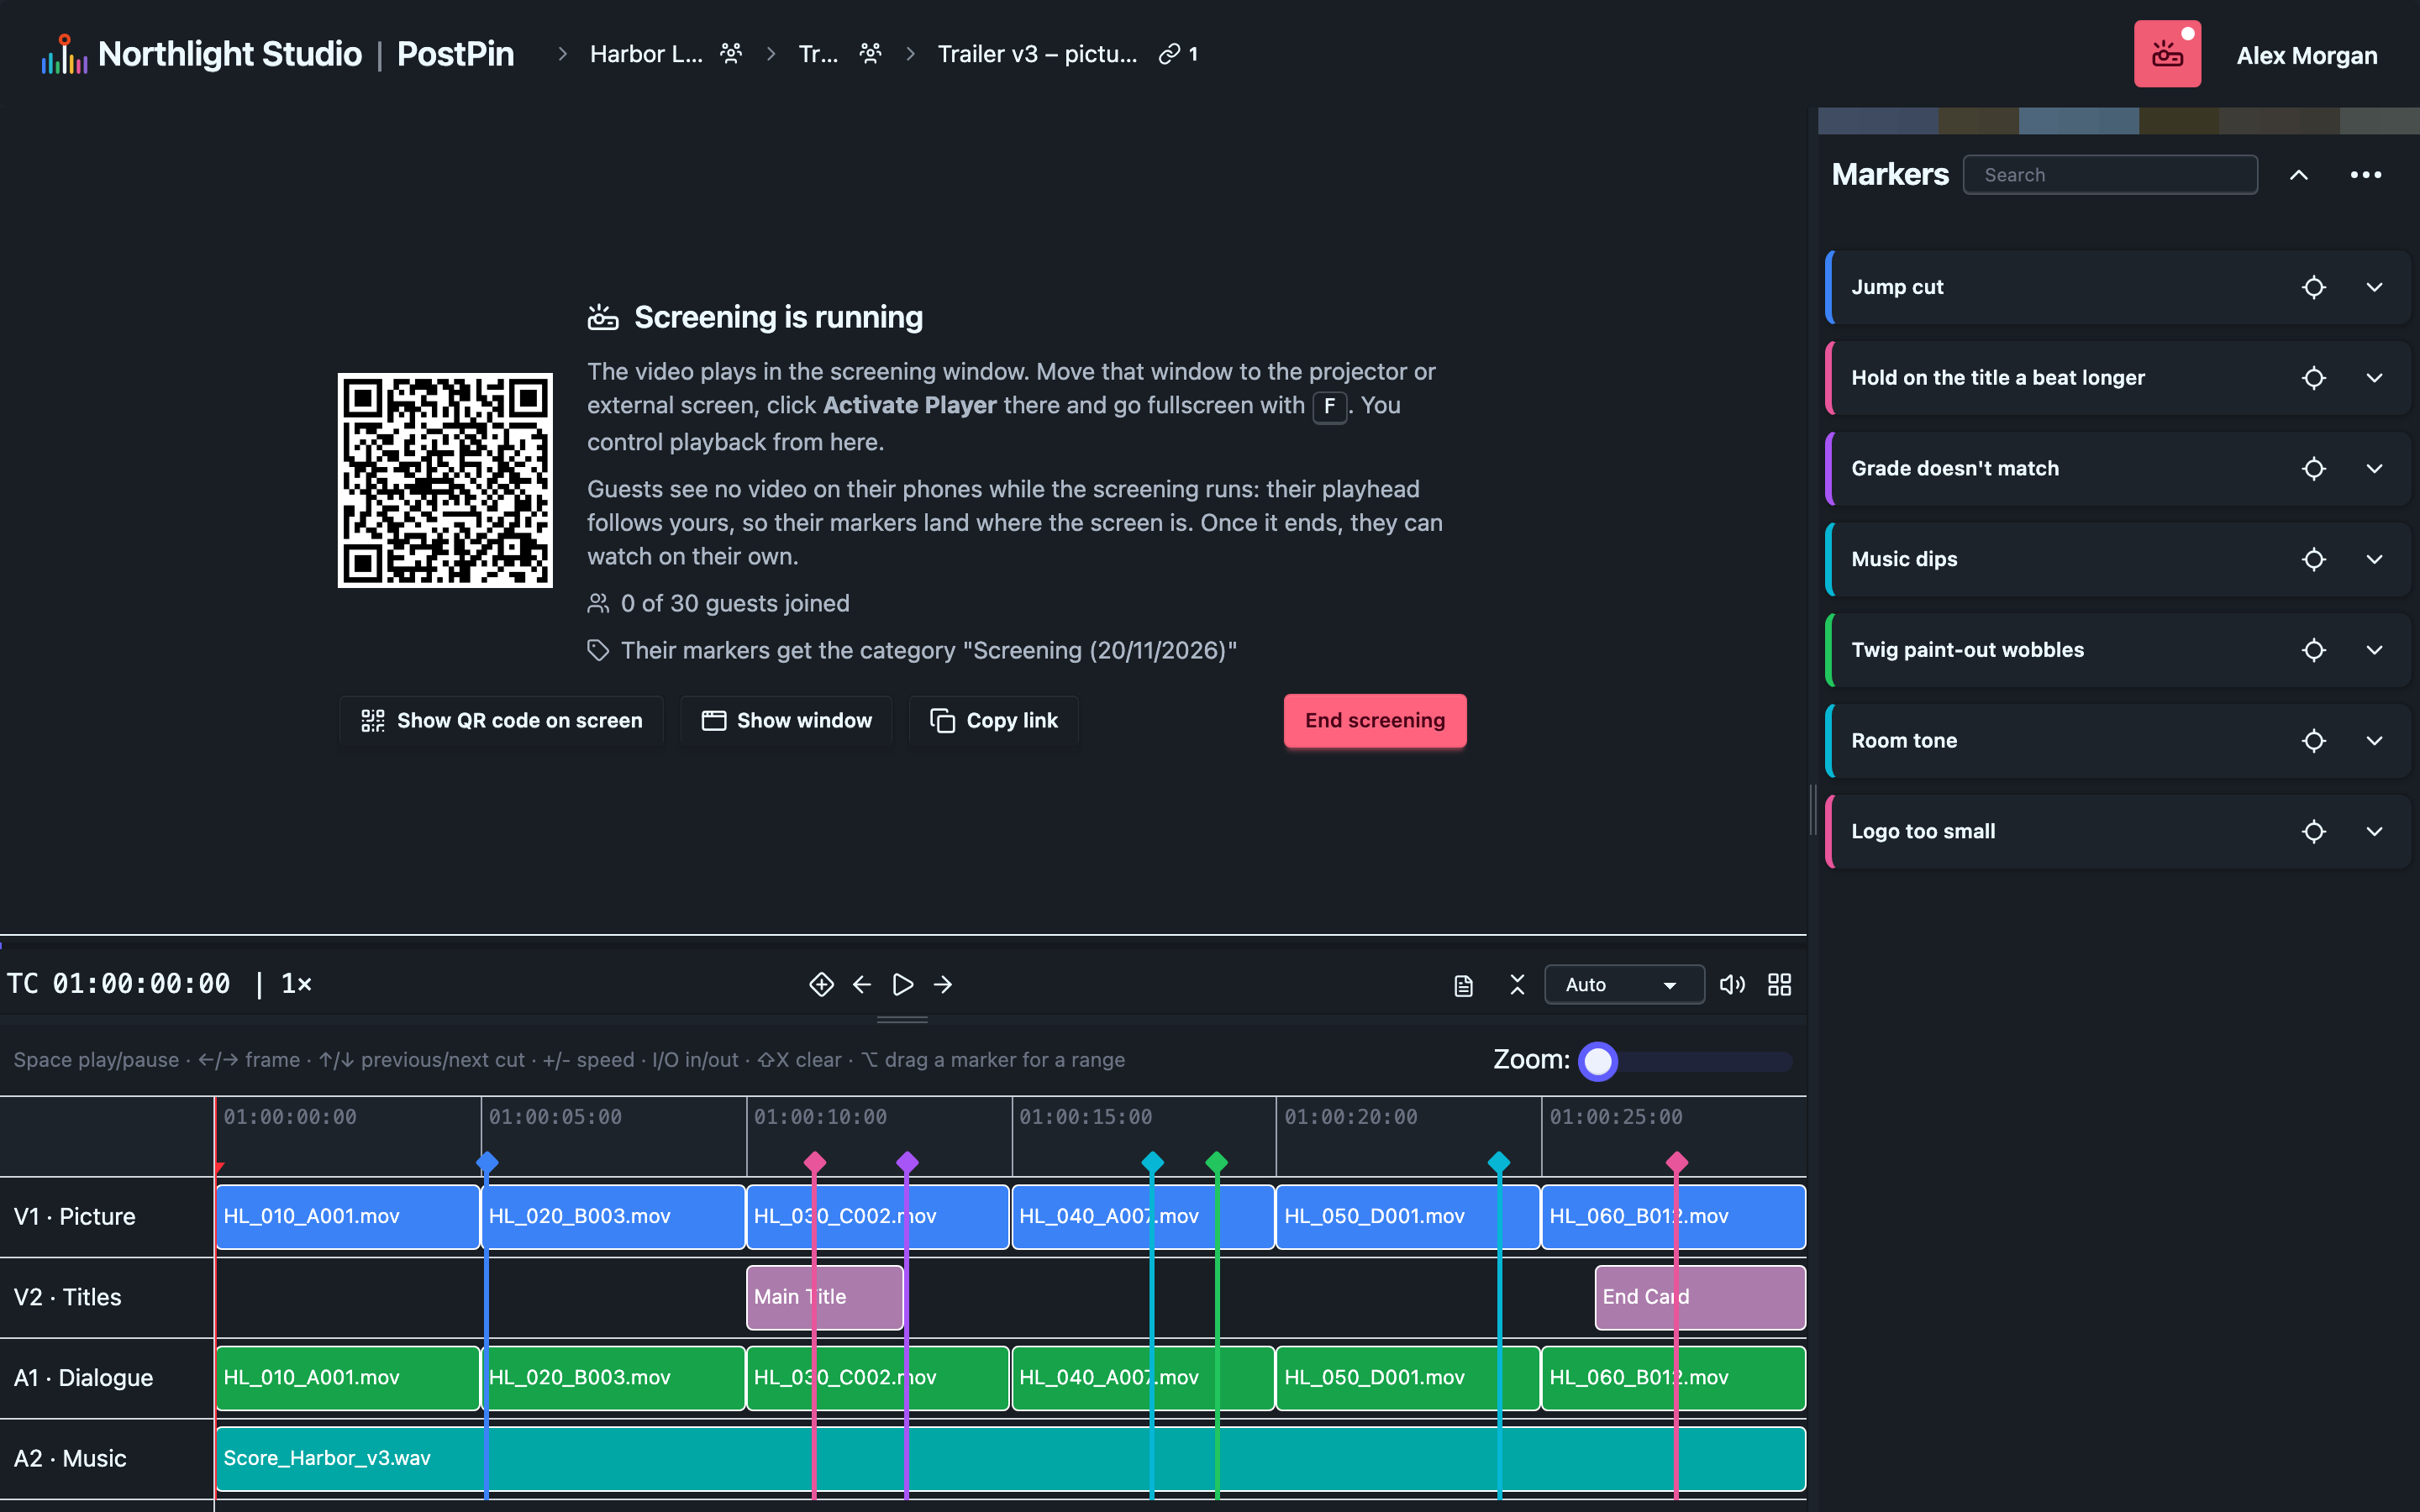 Northlight Studio | PostPin
Harbor L...
Tr...
Trailer v3 – pictu...
1
Alex Morgan
Markers
Search
Screening is running
The video plays in the screening window. Move that window to the projector or
external screen, click Activate Player there and go fullscreen with F. You
control playback from here.
Guests see no video on their phones while the screening runs: their playhead
follows yours, so their markers land where the screen is. Once it ends, they can
watch on their own.
0 of 30 guests joined
Their markers get the category "Screening (20/11/2026)"
Show QR code on screen
Show window
Copy link
End screening
Jump cut
Hold on the title a beat longer
Grade doesn't match
Music dips
Twig paint-out wobbles
Room tone
Logo too small
TC 01:00:00:00 | 1×
Auto
Space play/pause · ←/→ frame · ↑/↓ previous/next cut · +/- speed · I/O in/out · ⇧X clear · ⌥ drag a marker for a range
Zoom:
01:00:00:00
01:00:05:00
01:00:10:00
01:00:15:00
01:00:20:00
01:00:25:00
V1 · Picture
HL_010_A001.mov
HL_020_B003.mov
HL_030_C002.mov
HL_040_A007.mov
HL_050_D001.mov
HL_060_B012.mov
V2 · Titles
Main Title
End Card
A1 · Dialogue
HL_010_A001.mov
HL_020_B003.mov
HL_030_C002.mov
HL_040_A007.mov
HL_050_D001.mov
HL_060_B012.mov
A2 · Music
Score_Harbor_v3.wav